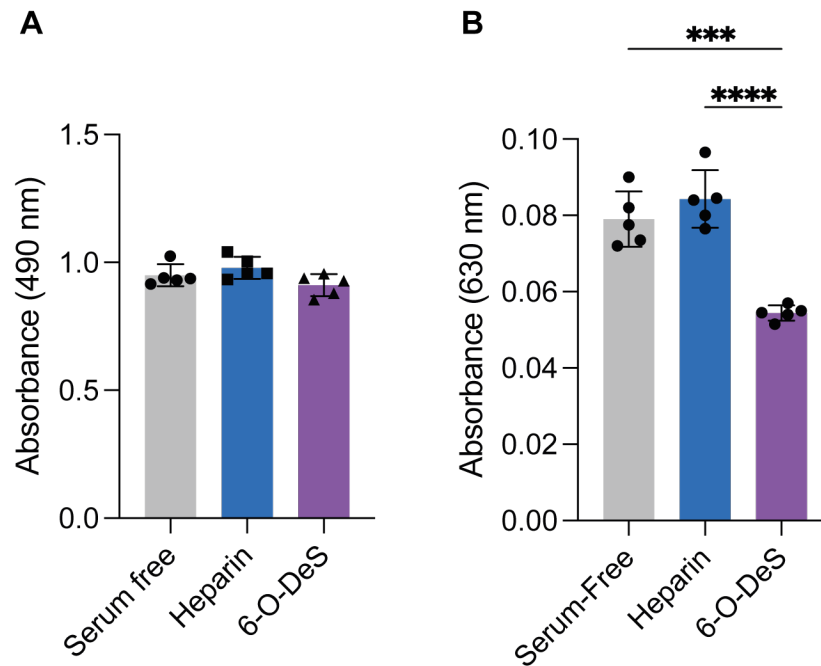 A
Absorbance (490 nm)
1.5
1.0
0.5
0.0
Serum free
Heparin
6-O-DeS
B
***
****
Absorbance (630 nm)
0.10
0.08
0.06
0.04
0.02
0.00
Serum-Free
Heparin
6-O-DeS